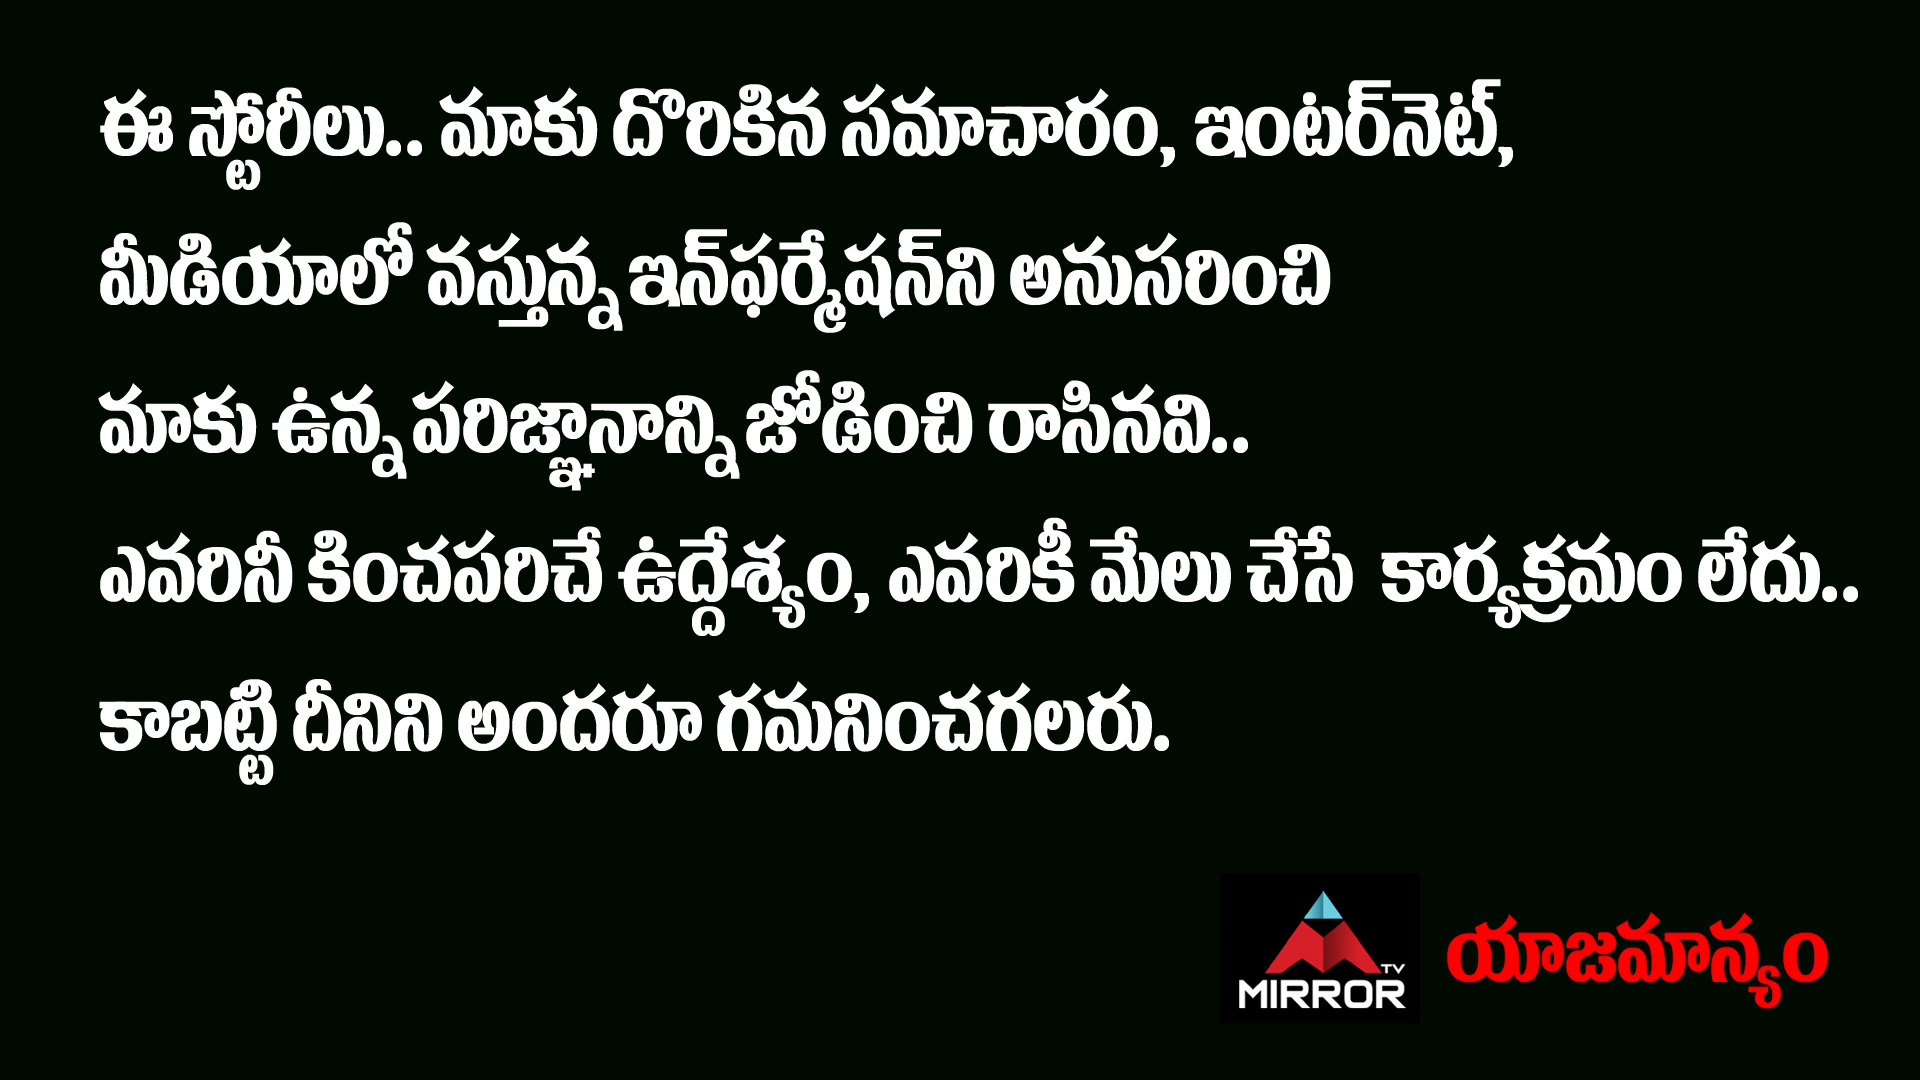 ఈ స్టోరీలు.. మాకు దొరికిన సమాచారం, ఇంటర్‌నెట్,
మీడియాలో వస్తున్న ఇన్‌ఫర్మేషన్‌ని అనుసరించి
మాకు ఉన్న పరిజ్ఞానాన్ని జోడించి రాసినవి..
ఎవరినీ కించపరిచే ఉద్దేశ్యం, ఎవరికీ మేలు చేసే కార్యక్రమం లేదు..
కాబట్టి దీనిని అందరూ గమనించగలరు.
TV
MIRROR
యాజమాన్యం